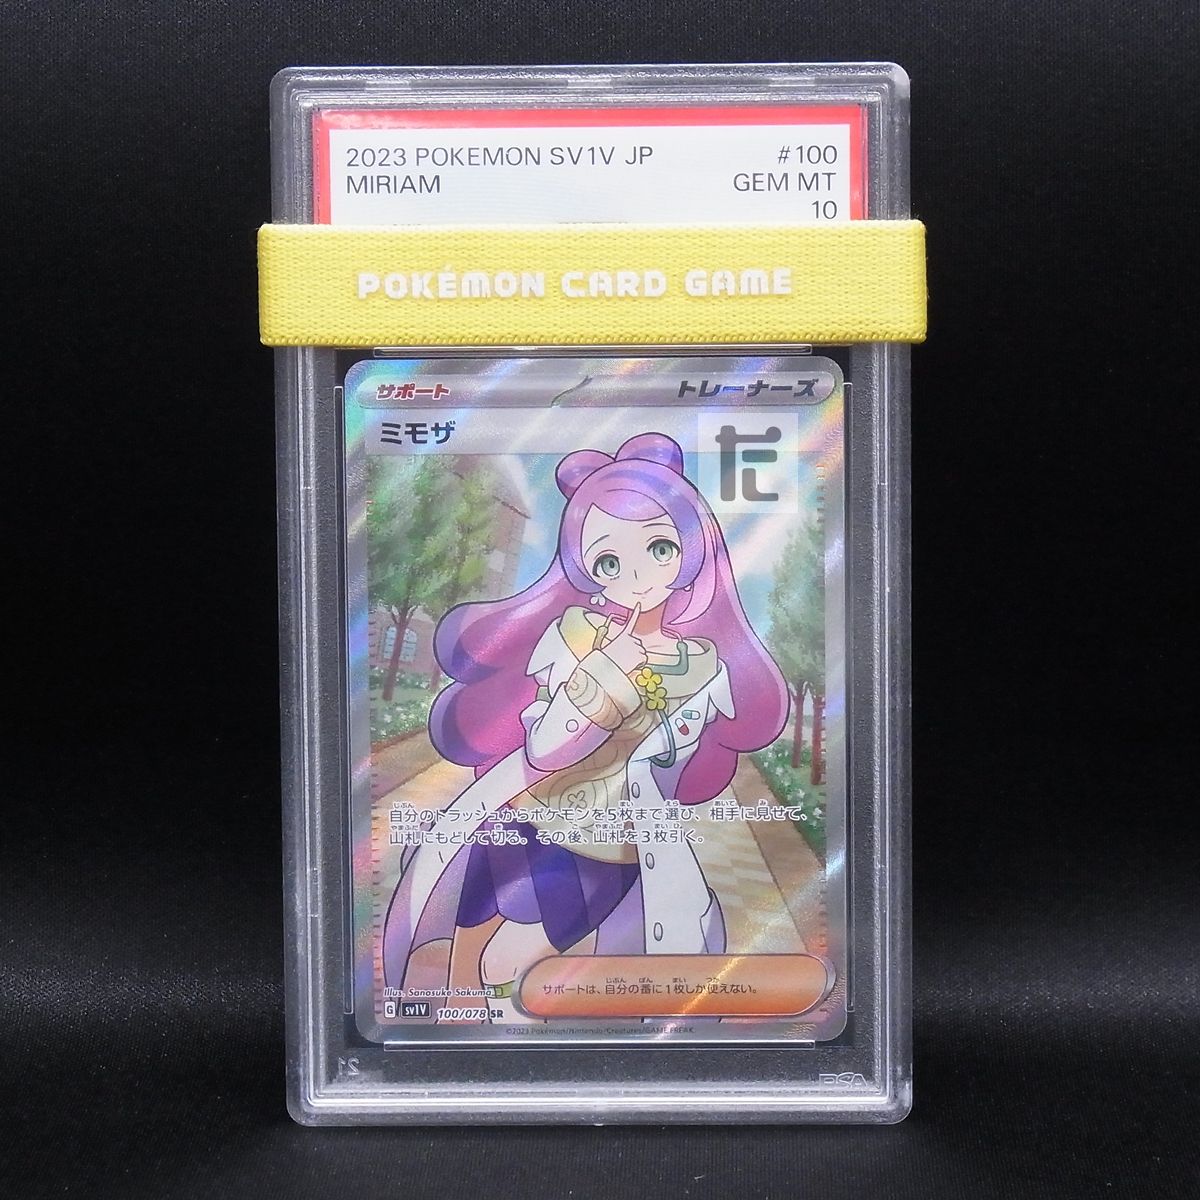 2023 POKEMON SV1V JP #100
MIRIAM GEM MT
10
POKÉMON CARD GAME
サポート トレーナーズ
ミモザ
た
自分のトラッシュからポケモンを5枚まで選び、相手に見せて、
山札にもどして切る。その後、山札を3枚引く。
サポートは、自分の番に1枚しか使えない。
Illus. Sanosuke Sakuma
G sv1V 100/078 SR
©2023 Pokémon/Nintendo/Creatures/GAME FREAK.
21
PSA